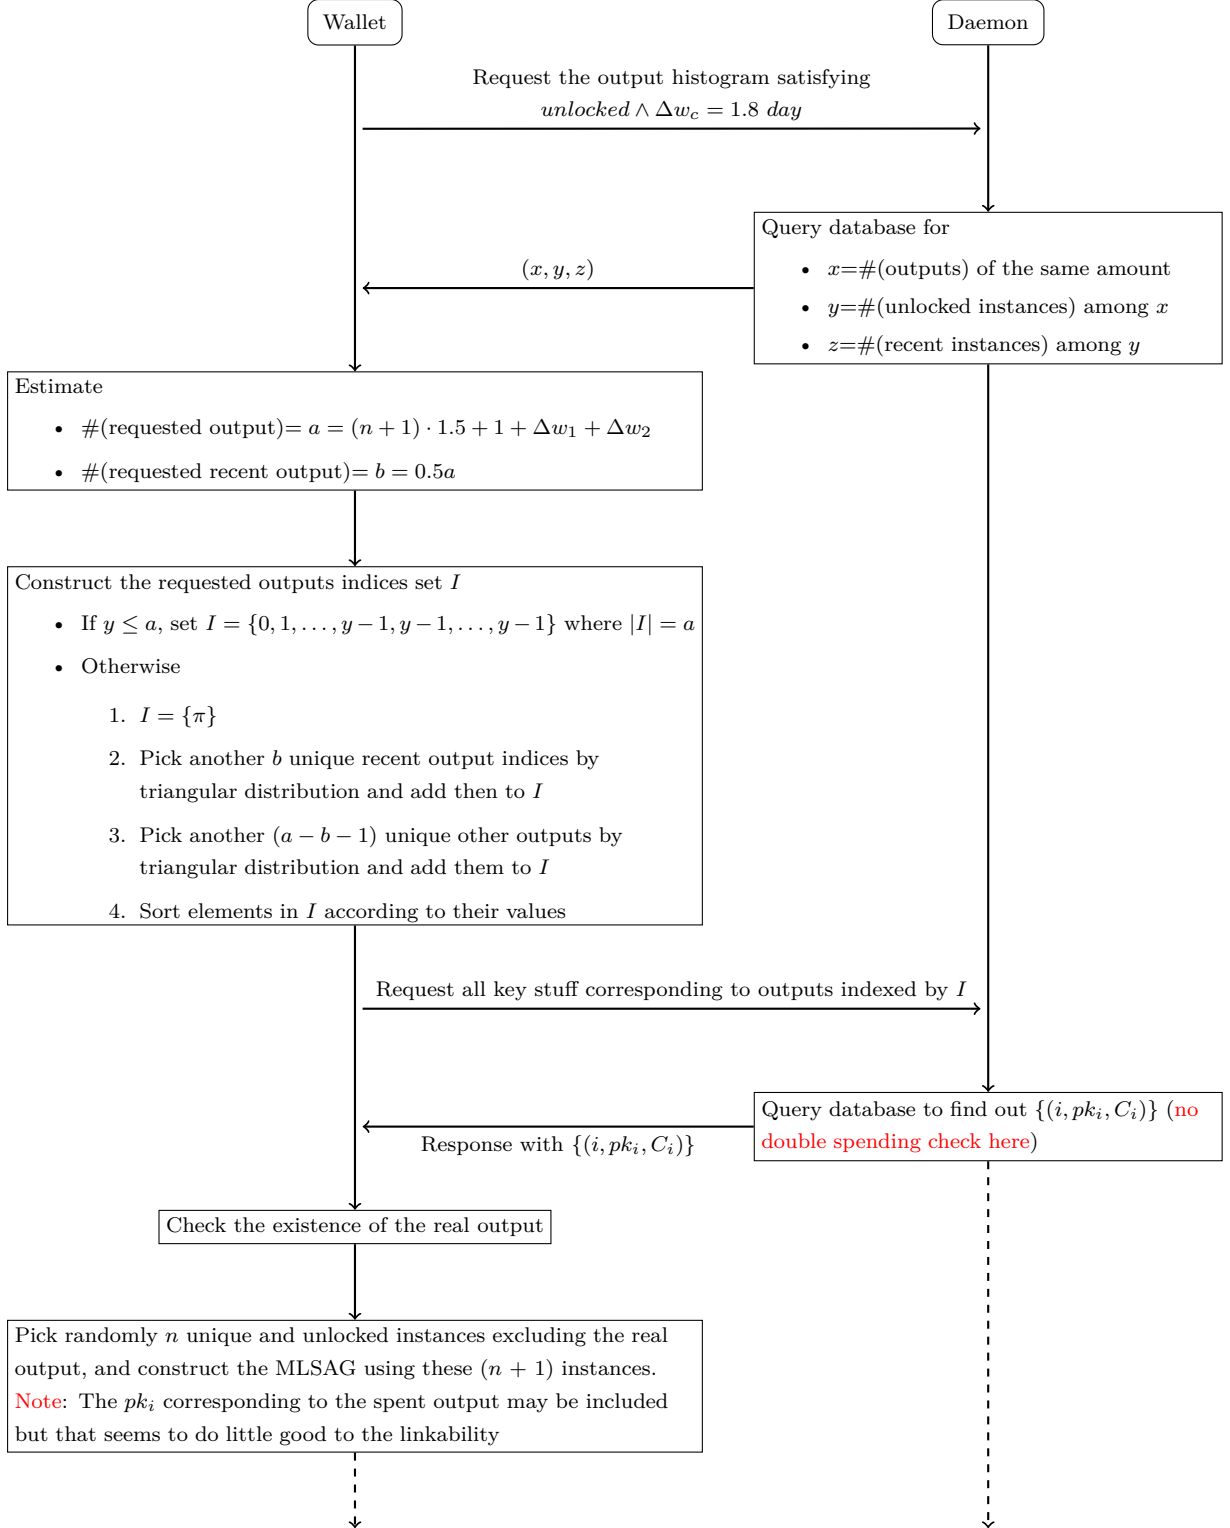 Wallet
Daemon
Request the output histogram satisfying
unlocked ∧ Δw_c = 1.8 day
Query database for
• x=#(outputs) of the same amount
• y=#(unlocked instances) among x
• z=#(recent instances) among y
(x, y, z)
Estimate
• #(requested output)= a = (n + 1) · 1.5 + 1 + Δw_1 + Δw_2
• #(requested recent output)= b = 0.5a
Construct the requested outputs indices set I
• If y ≤ a, set I = {0, 1, . . . , y − 1, y − 1, . . . , y − 1} where |I| = a
• Otherwise
1. I = {π}
2. Pick another b unique recent output indices by
triangular distribution and add then to I
3. Pick another (a − b − 1) unique other outputs by
triangular distribution and add them to I
4. Sort elements in I according to their values
Request all key stuff corresponding to outputs indexed by I
Query database to find out {(i, pk_i, C_i)} (no
double spending check here)
Response with {(i, pk_i, C_i)}
Check the existence of the real output
Pick randomly n unique and unlocked instances excluding the real
output, and construct the MLSAG using these (n + 1) instances.
Note: The pk_i corresponding to the spent output may be included
but that seems to do little good to the linkability